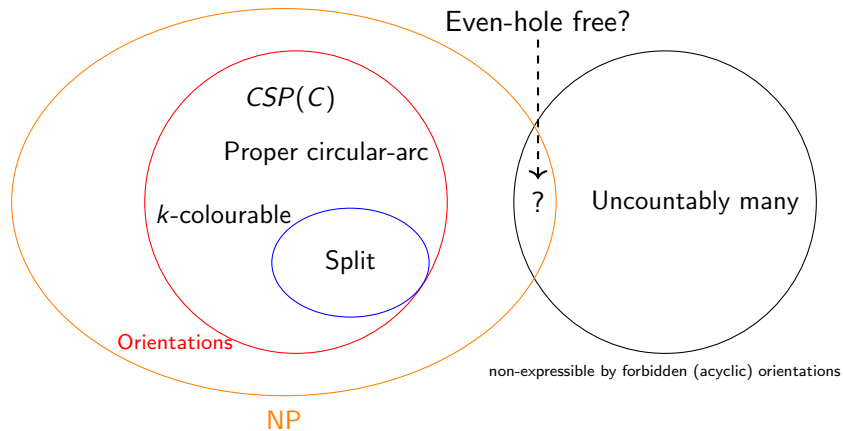 Even-hole free?
CSP(C)
Proper circular-arc
k-colourable
?
Uncountably many
Split
Orientations
non-expressible by forbidden (acyclic) orientations
NP